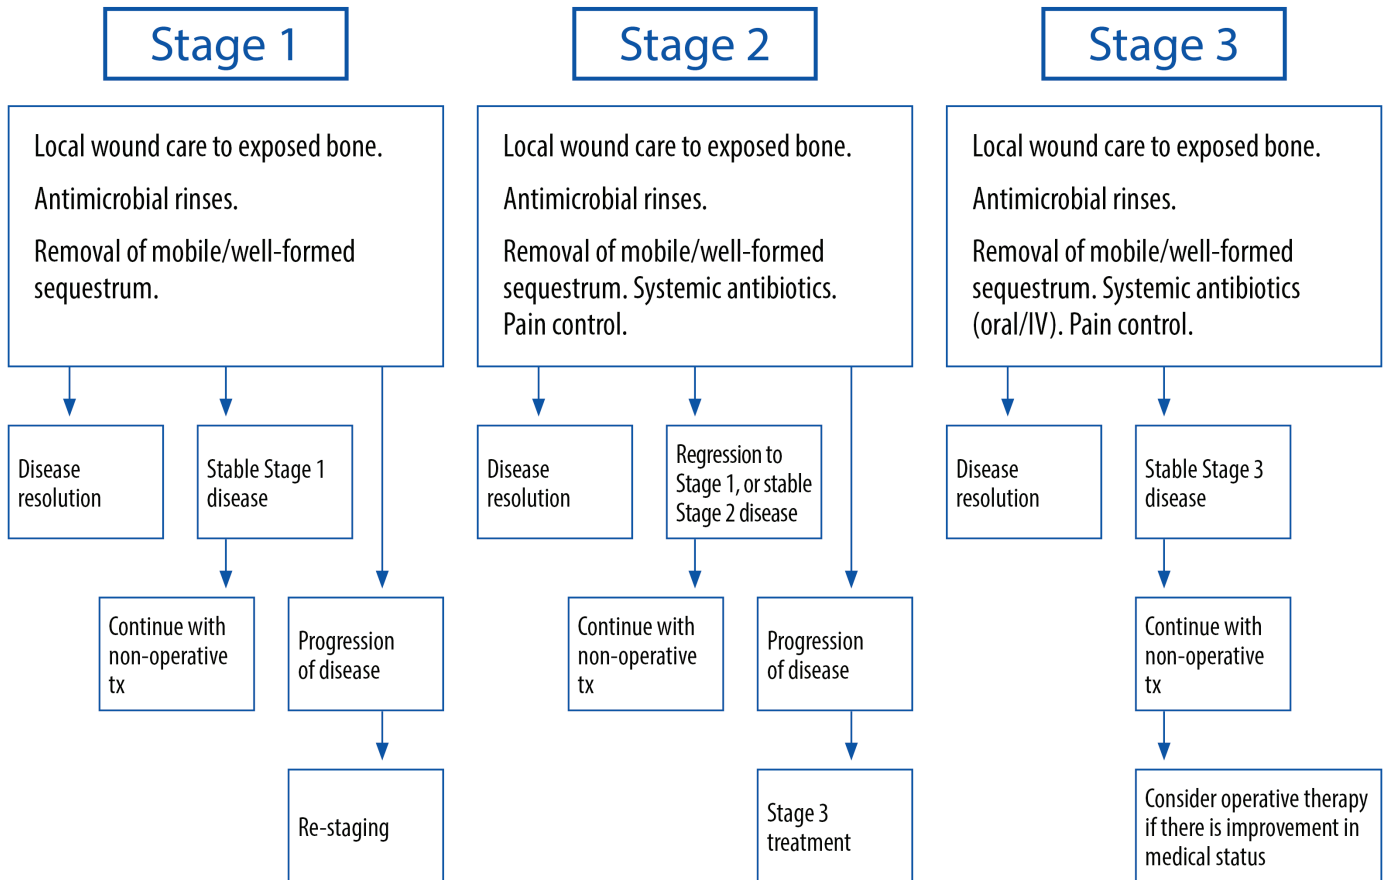 Stage 1
Local wound care to exposed bone.
Antimicrobial rinses.
Removal of mobile/well-formed
sequestrum.
Disease
resolution
Stable Stage 1
disease
Continue with
non-operative
tx
Progression
of disease
Re-staging
Stage 2
Local wound care to exposed bone.
Antimicrobial rinses.
Removal of mobile/well-formed
sequestrum. Systemic antibiotics.
Pain control.
Disease
resolution
Regression to
Stage 1, or stable
Stage 2 disease
Continue with
non-operative
tx
Progression
of disease
Stage 3
treatment
Stage 3
Local wound care to exposed bone.
Antimicrobial rinses.
Removal of mobile/well-formed
sequestrum. Systemic antibiotics
(oral/IV). Pain control.
Disease
resolution
Stable Stage 3
disease
Continue with
non-operative
tx
Consider operative therapy
if there is improvement in
medical status